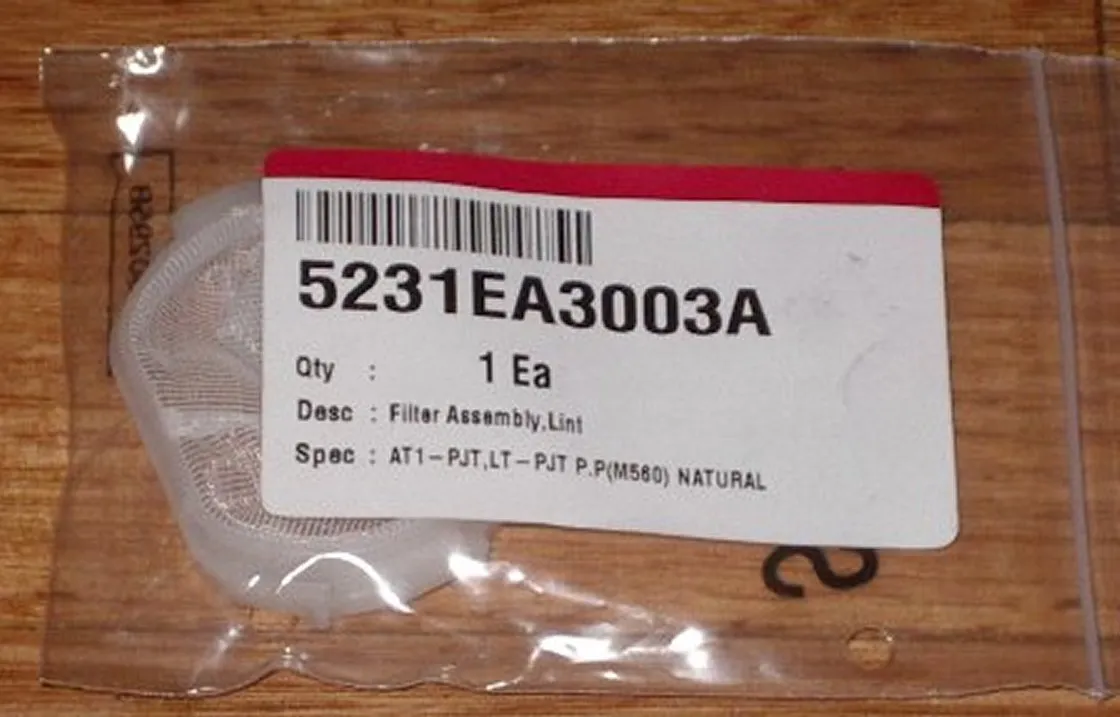 5231EA3003A
Qty : 1 Ea
Desc : Filter Assembly,Lint
Spec : AT1-PJT,LT-PJT P.P(M560) NATURAL
S